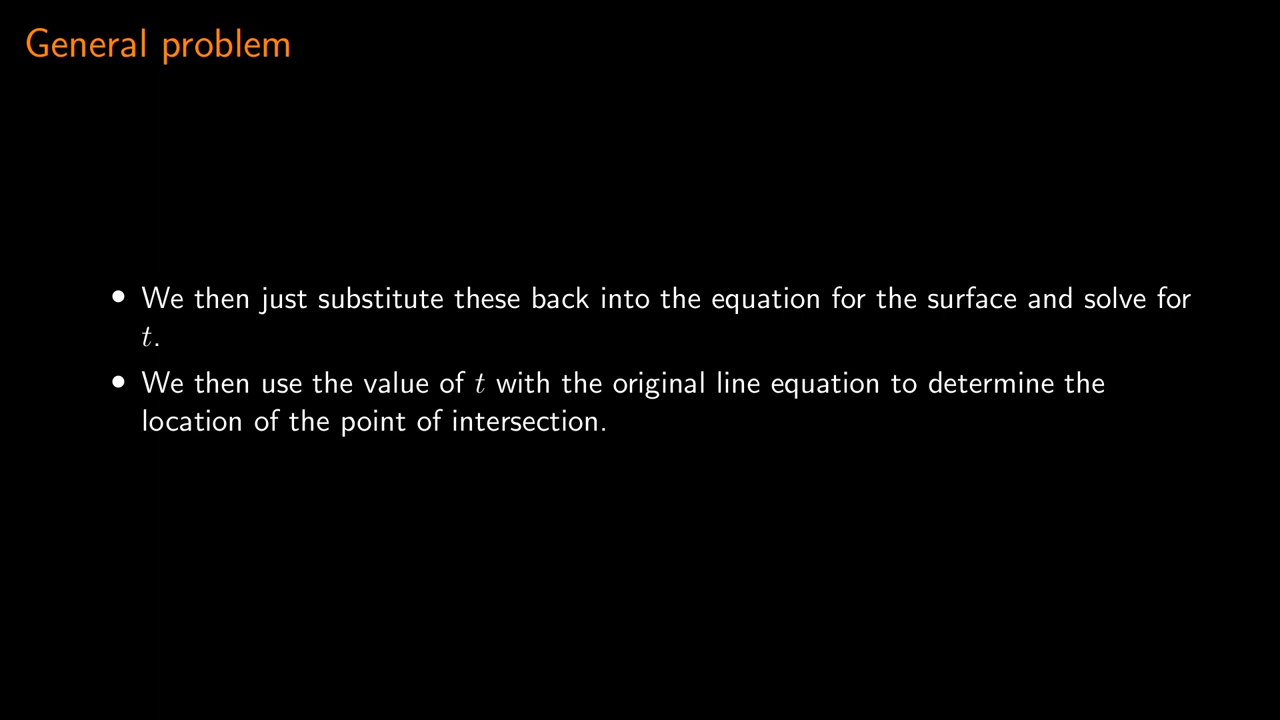 General problem
• We then just substitute these back into the equation for the surface and solve for
t.
• We then use the value of t with the original line equation to determine the
location of the point of intersection.